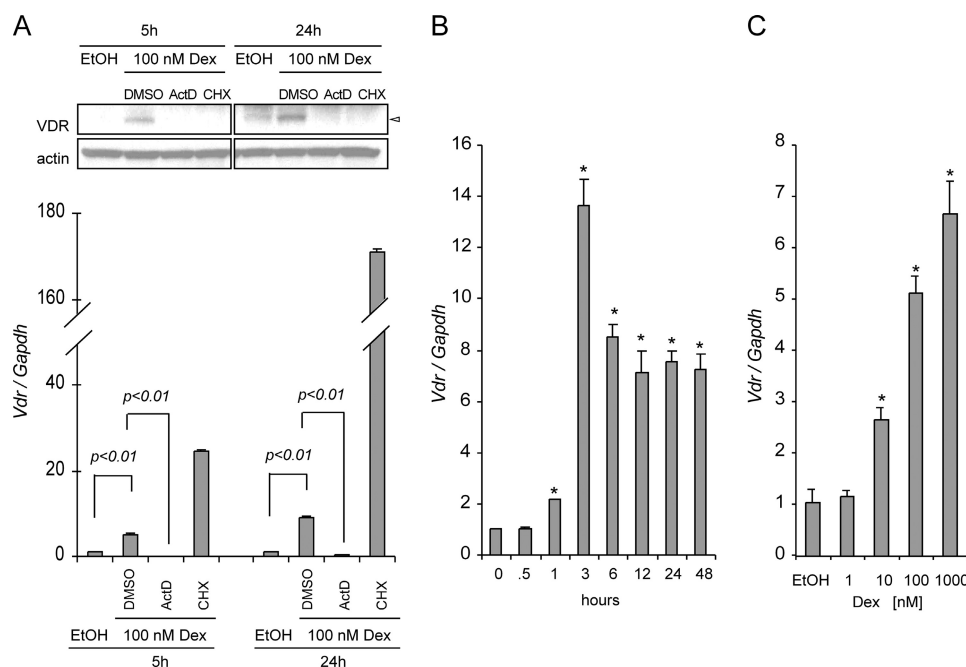 A
5h
24h
EtOH
100 nM Dex
EtOH
100 nM Dex
DMSO ActD CHX
DMSO ActD CHX
VDR
actin
Vdr / Gapdh
180
160
40
20
0
p<0.01
p<0.01
p<0.01
p<0.01
DMSO
ActD
CHX
DMSO
ActD
CHX
EtOH
100 nM Dex
EtOH
100 nM Dex
5h
24h
B
Vdr / Gapdh
16
14
12
10
8
6
4
2
0
*
*
*
*
*
*
0 .5 1 3 6 12 24 48
hours
C
Vdr / Gapdh
8
7
6
5
4
3
2
1
0
*
*
*
EtOH 1 10 100 1000
Dex [nM]